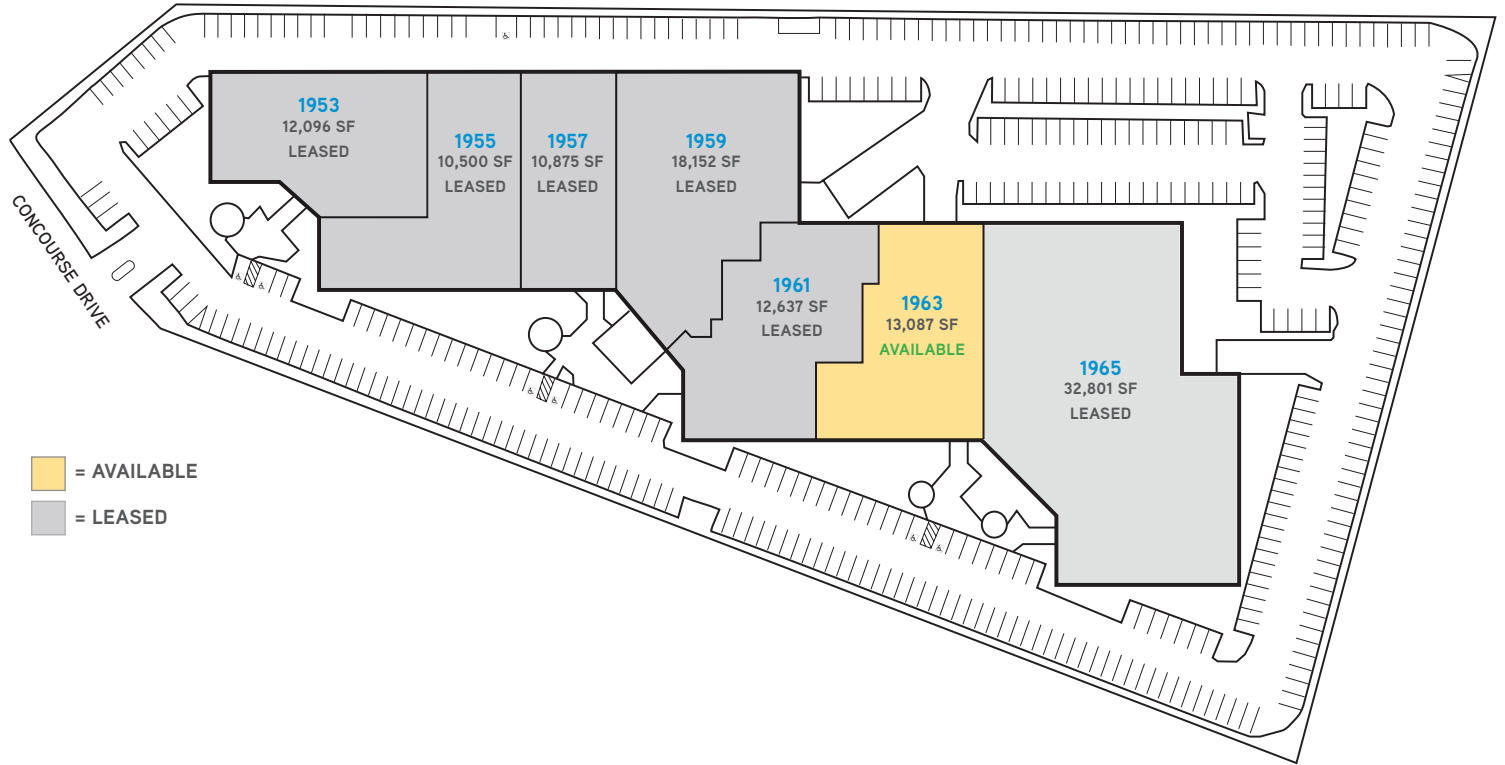 1953
12,096 SF
LEASED
1955
10,500 SF
LEASED
1957
10,875 SF
LEASED
1959
18,152 SF
LEASED
1961
12,637 SF
LEASED
1963
13,087 SF
AVAILABLE
1965
32,801 SF
LEASED
CONCOURSE DRIVE
= AVAILABLE
= LEASED